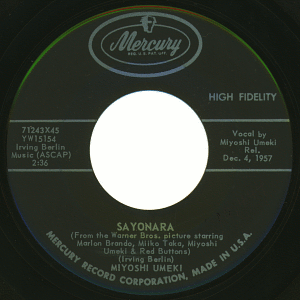 Mercury
REG. U.S. PAT. OFF.
HIGH FIDELITY
71243X45
YW15154
Irving Berlin
Music (ASCAP)
2:36
Vocal by
Miyoshi Umeki
Rel.
Dec. 4, 1957
SAYONARA
(From the Warner Bros. picture starring
Marlon Brando, Miiko Taka, Miyoshi
Umeki & Red Buttons)
(Irving Berlin)
MIYOSHI UMEKI
MERCURY RECORD CORPORATION, MADE IN U.S.A.